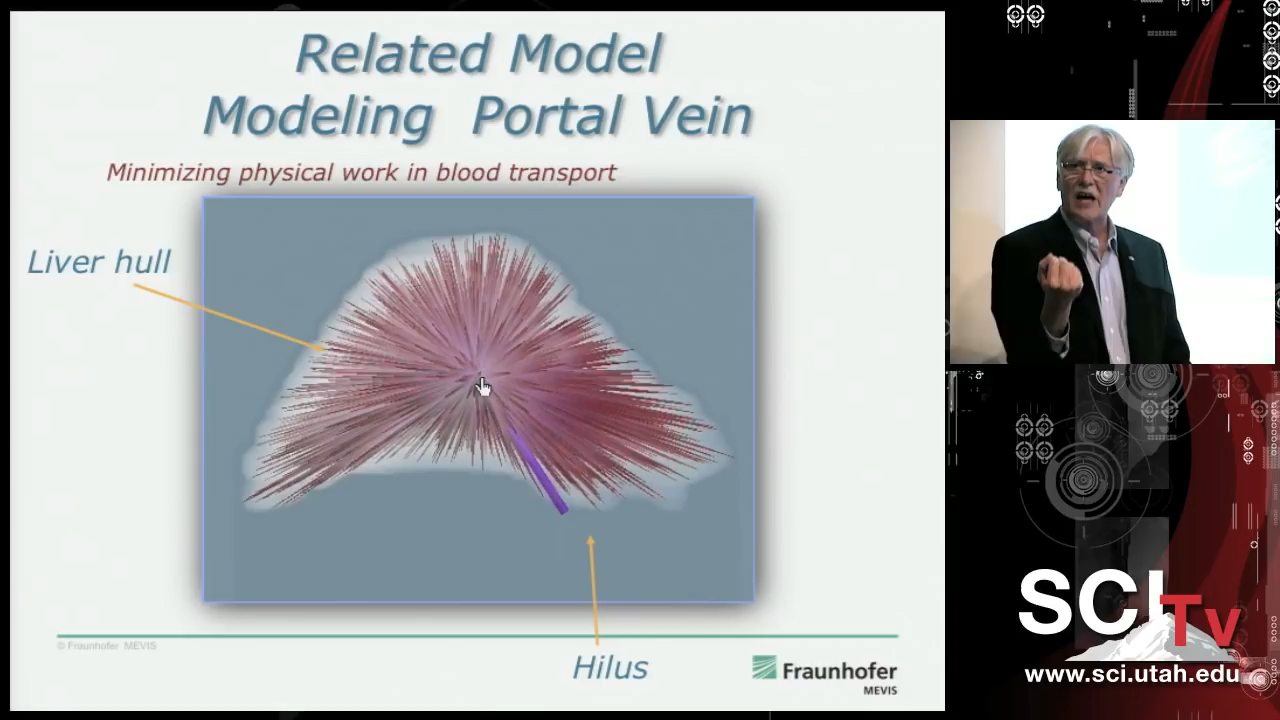 Related Model
Modeling Portal Vein
Minimizing physical work in blood transport
Liver hull
Hilus
© Fraunhofer MEVIS
Fraunhofer
MEVIS
SCI
Tv
www.sci.utah.edu